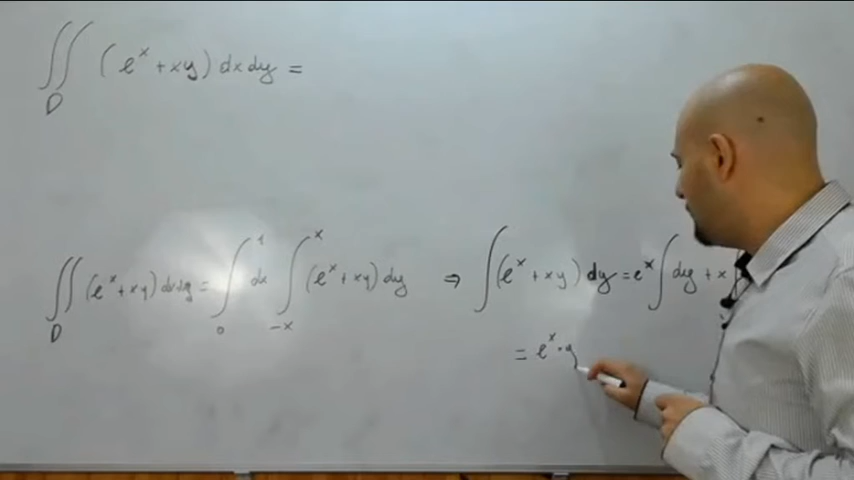 ∬_D (e^x + xy) dx dy =
∬_D (e^x + xy) dx dy = ∫_0^1 dx ∫_{-x}^x (e^x + xy) dy ⇒ ∫ (e^x + xy) dy = e^x ∫ dy + x
= e^x · y